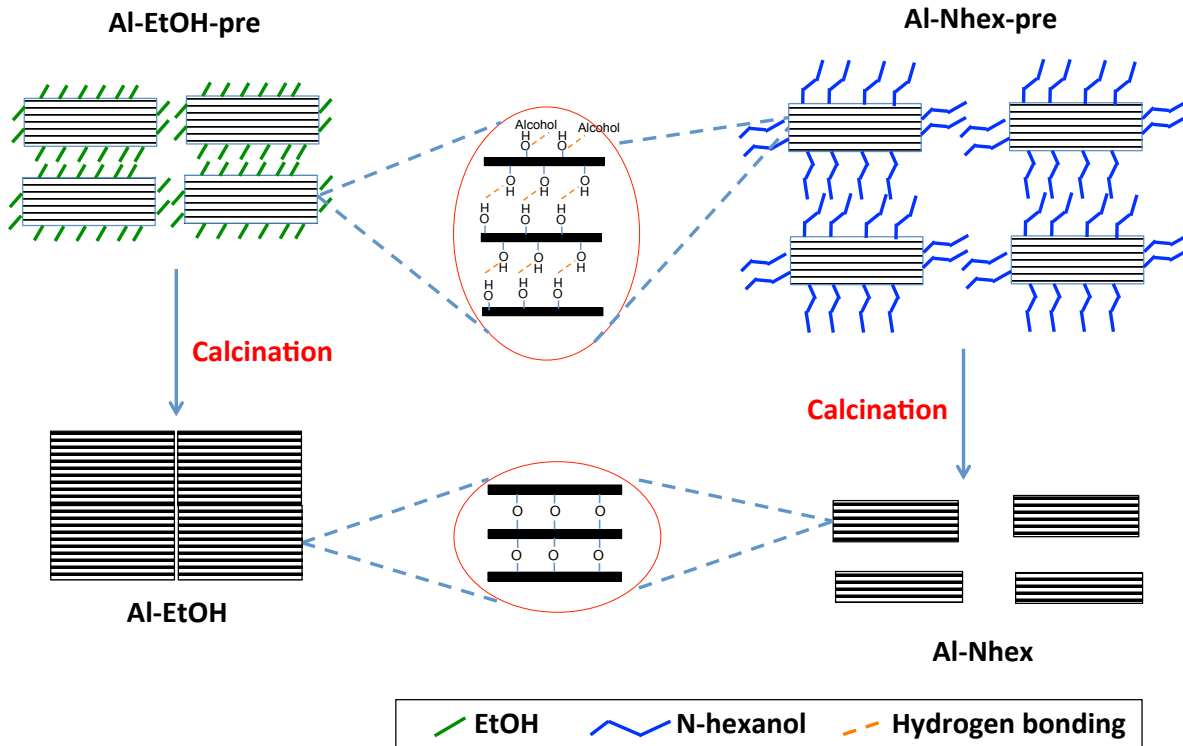 Al-EtOH-pre
Al-Nhex-pre
Alcohol
Alcohol
H H
O O
O O O
H H H
H H H
O O O
O O O
H H H
H H H
O O O
Calcination
Calcination
O O O
O O O
Al-EtOH
Al-Nhex
EtOH
N-hexanol
Hydrogen bonding